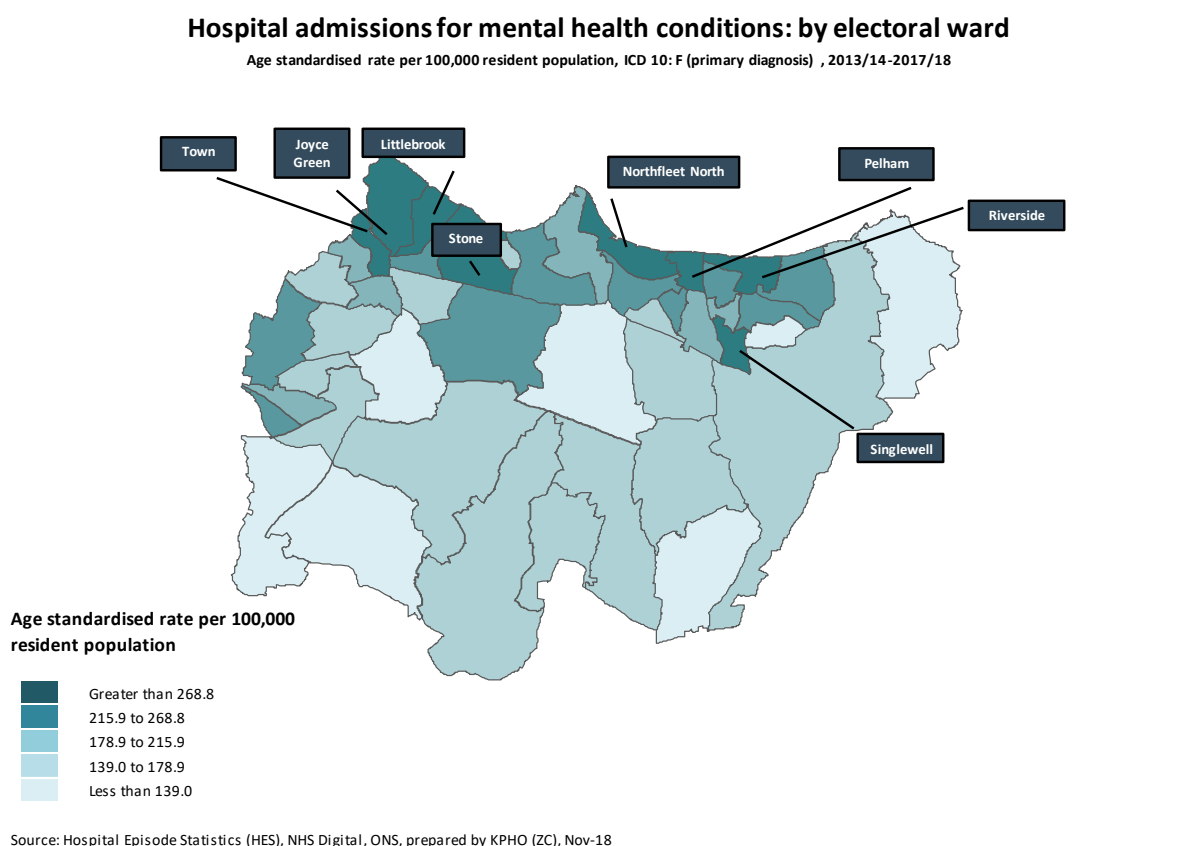 Hospital admissions for mental health conditions: by electoral ward
Age standardised rate per 100,000 resident population, ICD 10: F (primary diagnosis) , 2013/14-2017/18
Town
Joyce
Green
Littlebrook
Northfleet North
Pelham
Riverside
Stone
Singlewell
Age standardised rate per 100,000
resident population
Greater than 268.8
215.9 to 268.8
178.9 to 215.9
139.0 to 178.9
Less than 139.0
Source: Hospital Episode Statistics (HES), NHS Digital, ONS, prepared by KPHO (ZC), Nov-18